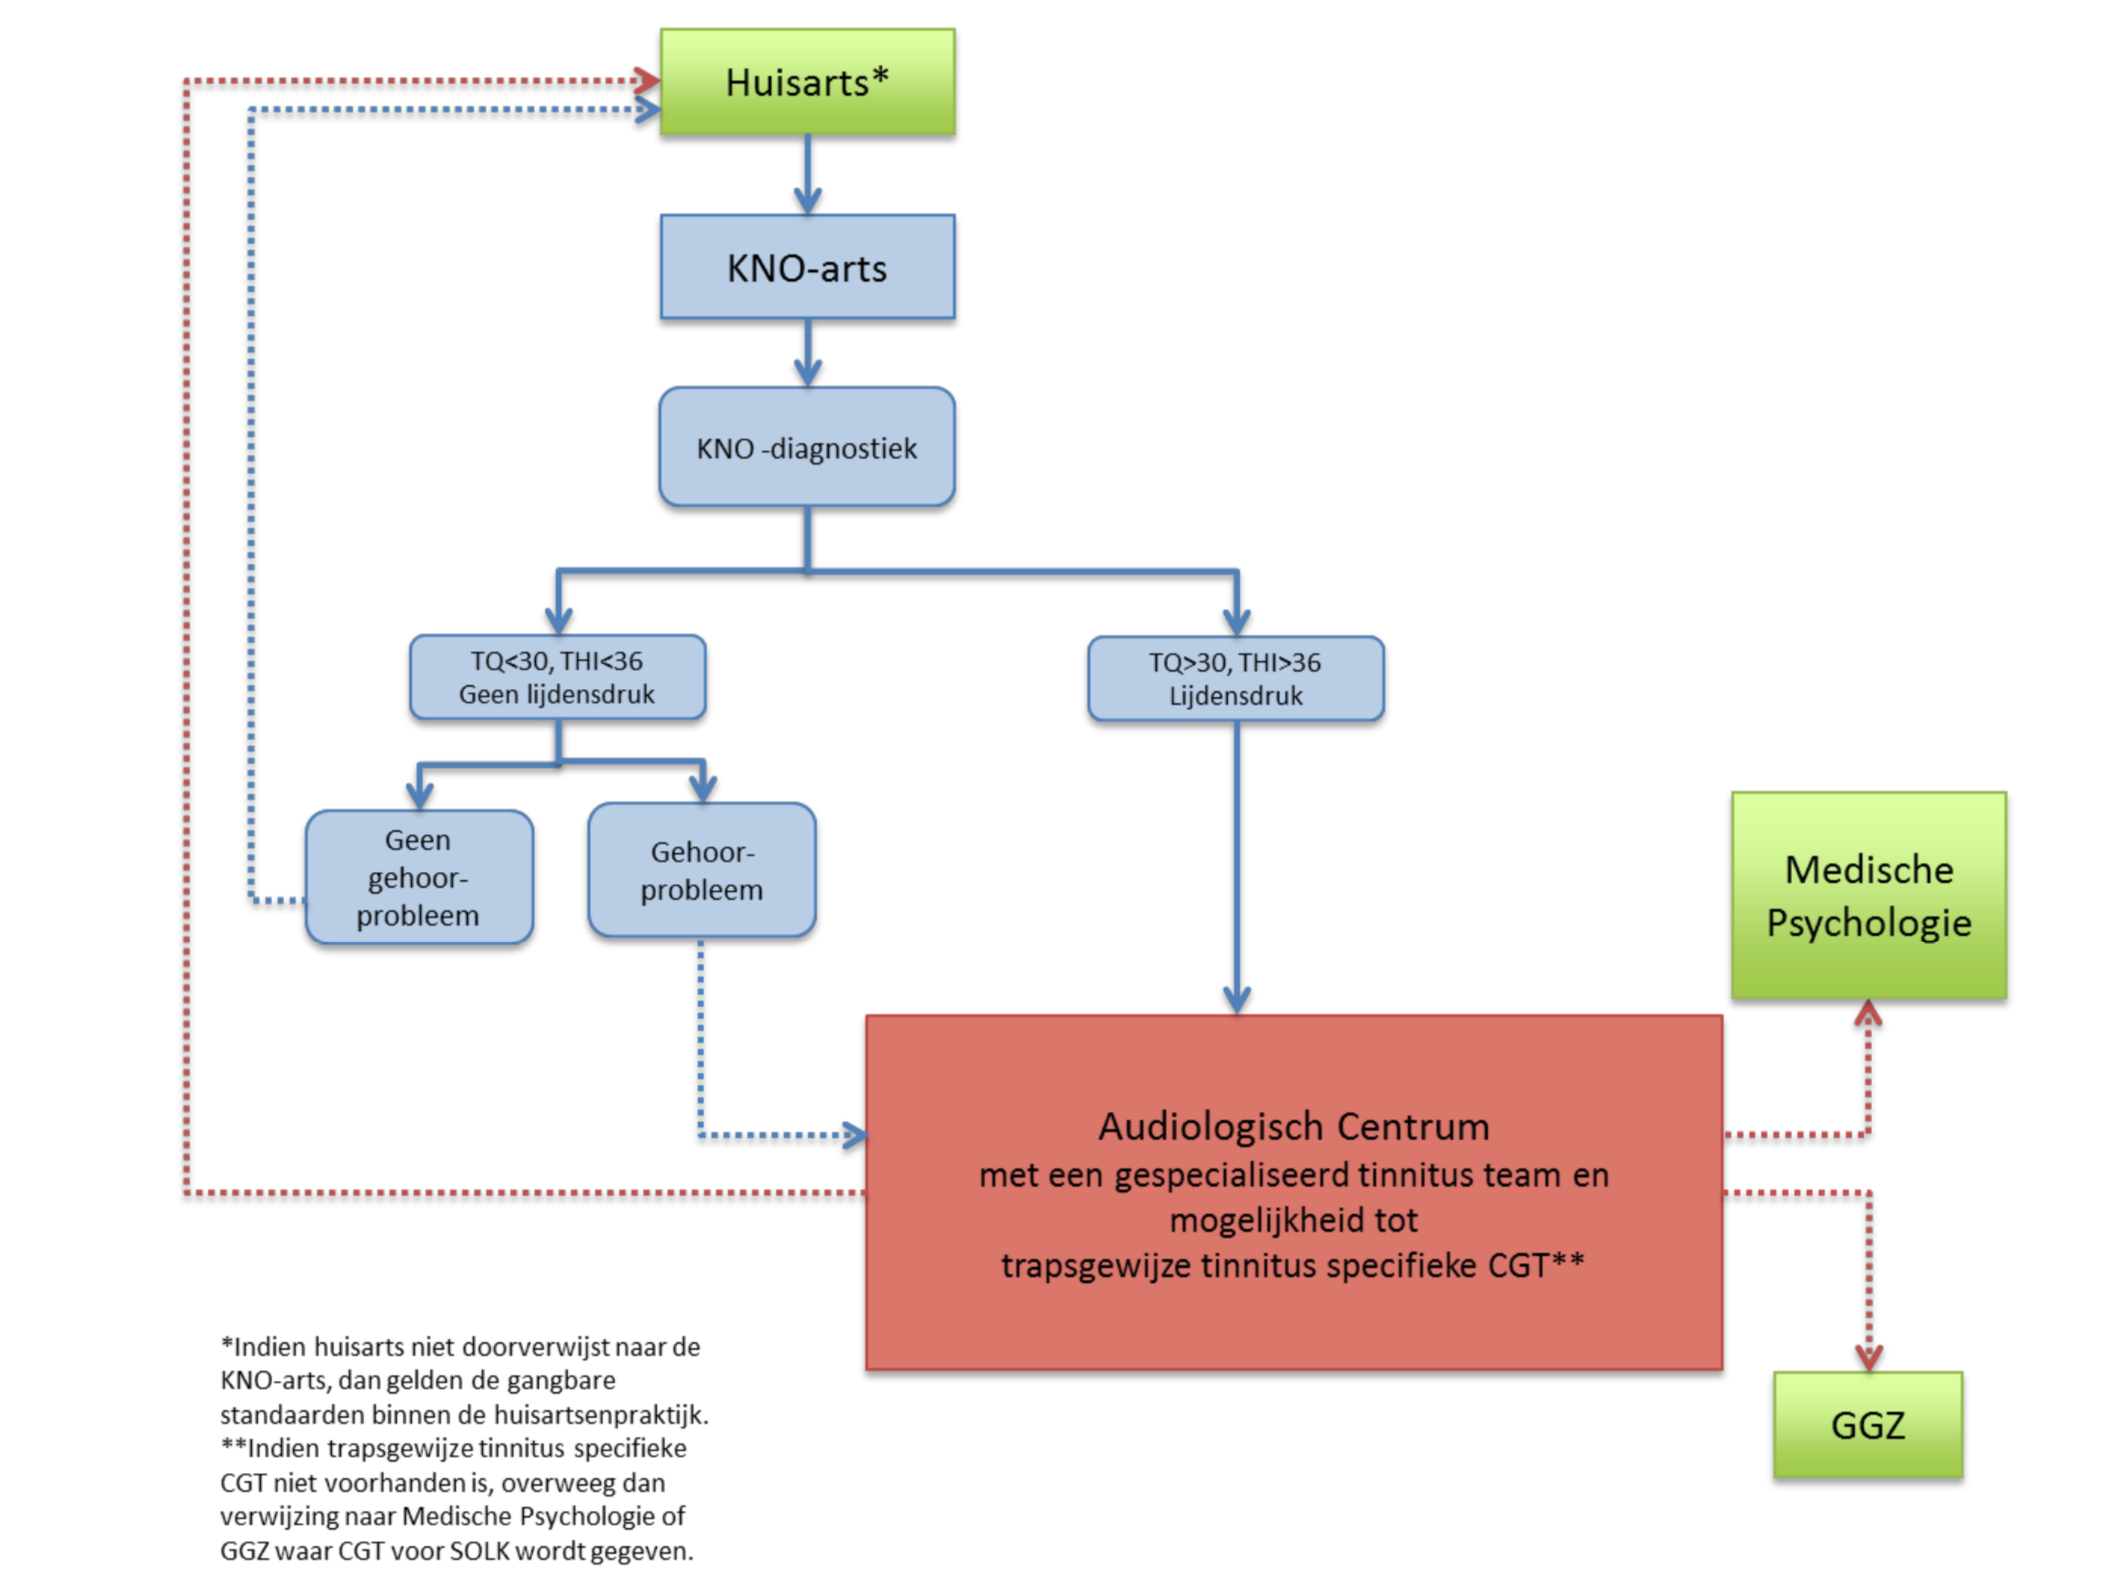 Huisarts*
KNO-arts
KNO -diagnostiek
TQ<30, THI<36
Geen lijdensdruk
TQ>30, THI>36
Lijdensdruk
Geen
gehoor-
probleem
Gehoor-
probleem
Medische
Psychologie
Audiologisch Centrum
met een gespecialiseerd tinnitus team en
mogelijkheid tot
trapsgewijze tinnitus specifieke CGT**
GGZ
*Indien huisarts niet doorverwijst naar de
KNO-arts, dan gelden de gangbare
standaarden binnen de huisartsenpraktijk.
**Indien trapsgewijze tinnitus specifieke
CGT niet voorhanden is, overweeg dan
verwijzing naar Medische Psychologie of
GGZ waar CGT voor SOLK wordt gegeven.